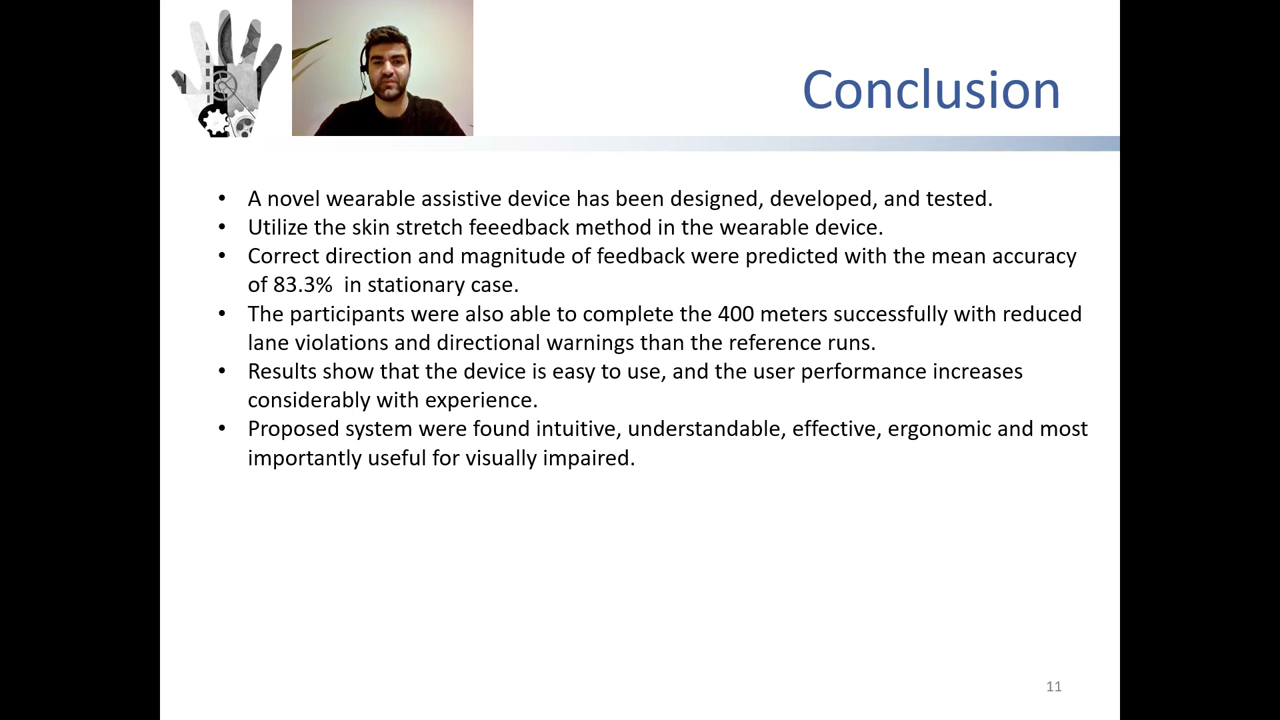 Conclusion
• A novel wearable assistive device has been designed, developed, and tested.
• Utilize the skin stretch feeedback method in the wearable device.
• Correct direction and magnitude of feedback were predicted with the mean accuracy
of 83.3%  in stationary case.
• The participants were also able to complete the 400 meters successfully with reduced
lane violations and directional warnings than the reference runs.
• Results show that the device is easy to use, and the user performance increases
considerably with experience.
• Proposed system were found intuitive, understandable, effective, ergonomic and most
importantly useful for visually impaired.
11